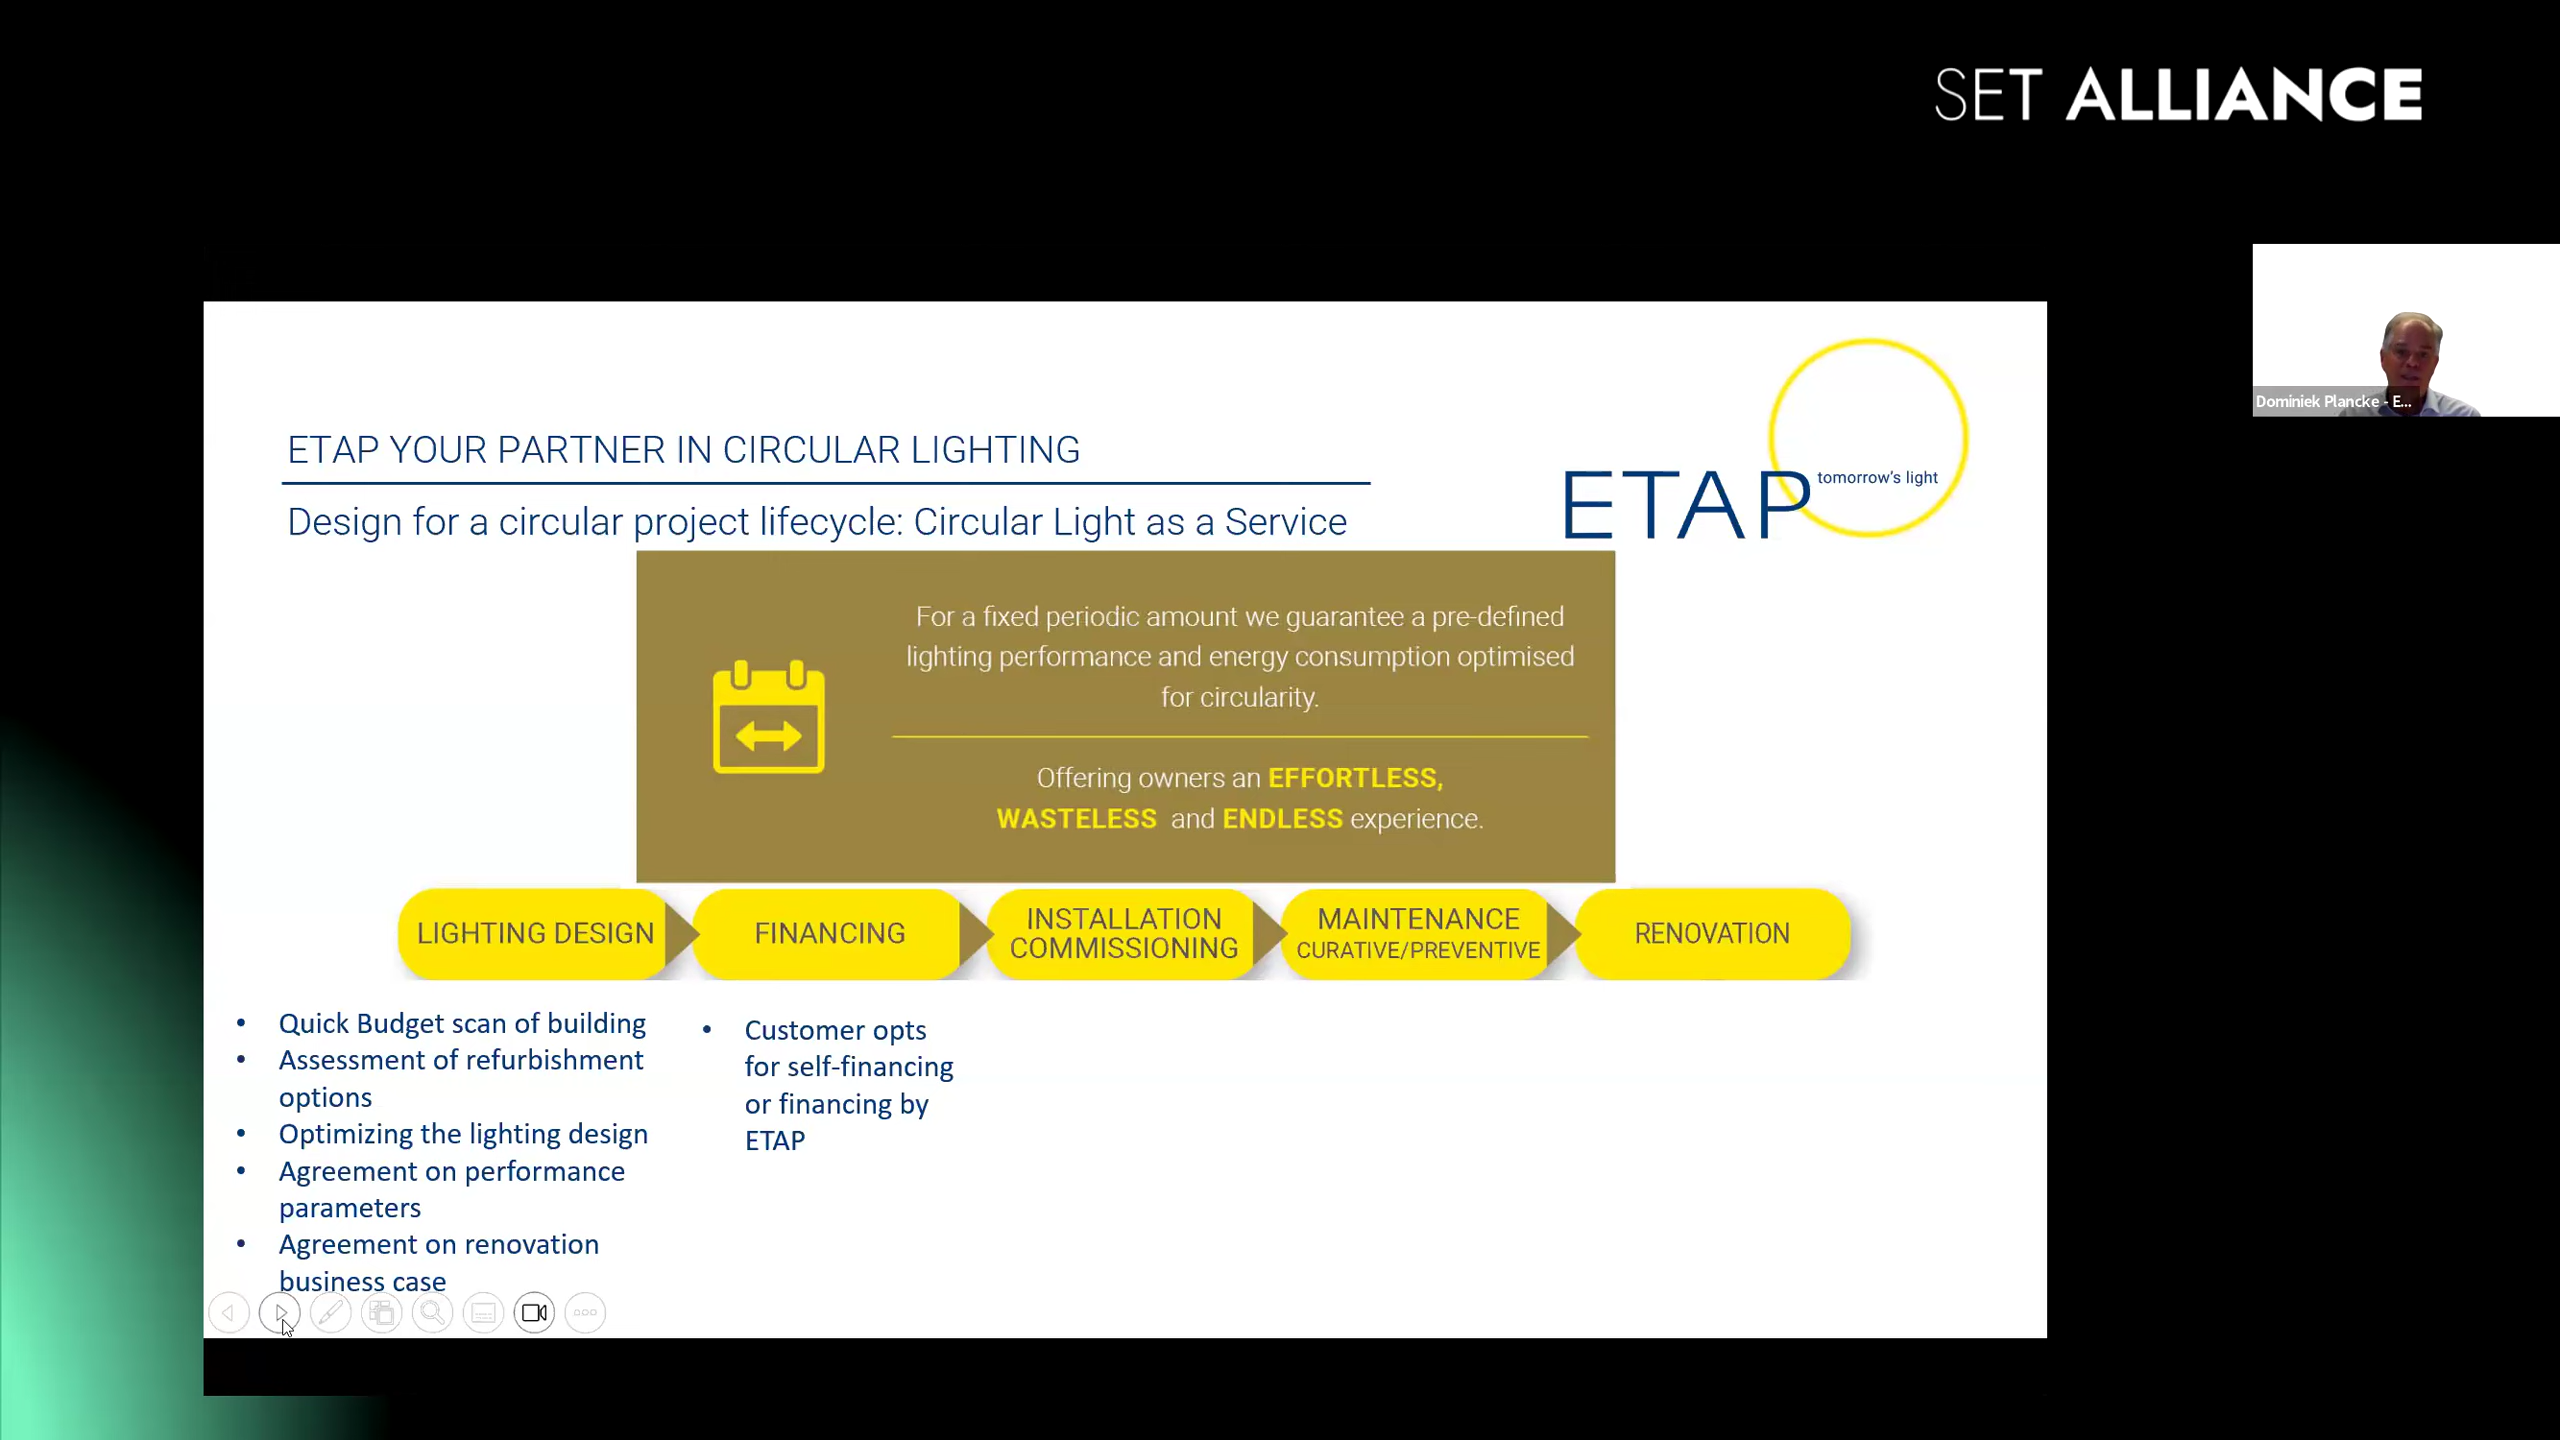 SET ALLIANCE
Dominiek Plancke - E...
ETAP YOUR PARTNER IN CIRCULAR LIGHTING
Design for a circular project lifecycle: Circular Light as a Service
ETAP tomorrow's light
For a fixed periodic amount we guarantee a pre-defined
lighting performance and energy consumption optimised
for circularity.
Offering owners an EFFORTLESS,
WASTELESS and ENDLESS experience.
LIGHTING DESIGN
FINANCING
INSTALLATION
COMMISSIONING
MAINTENANCE
CURATIVE/PREVENTIVE
RENOVATION
• Quick Budget scan of building
• Assessment of refurbishment
options
• Optimizing the lighting design
• Agreement on performance
parameters
• Agreement on renovation
business case
• Customer opts
for self-financing
or financing by
ETAP